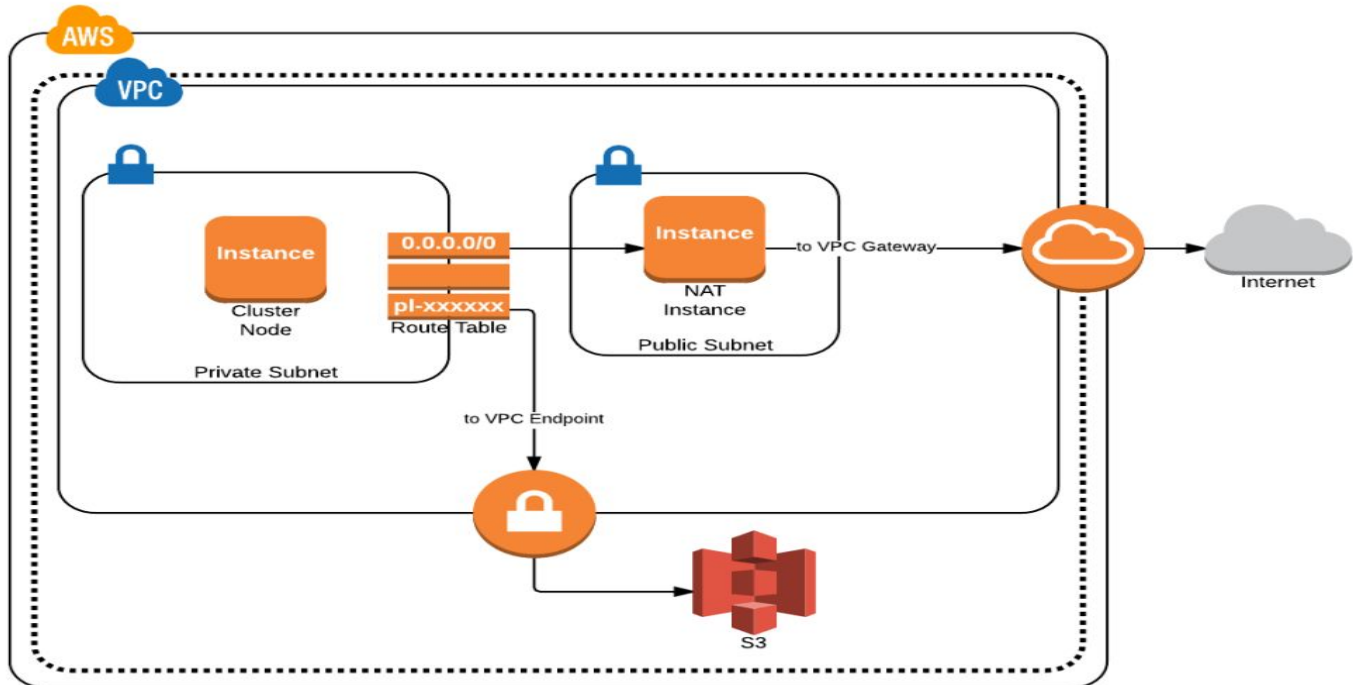 AWS
VPC
Instance
Cluster
Node
0.0.0.0/0
pl-xxxxxx
Route Table
Private Subnet
Instance
NAT
Instance
Public Subnet
to VPC Gateway
Internet
to VPC Endpoint
S3